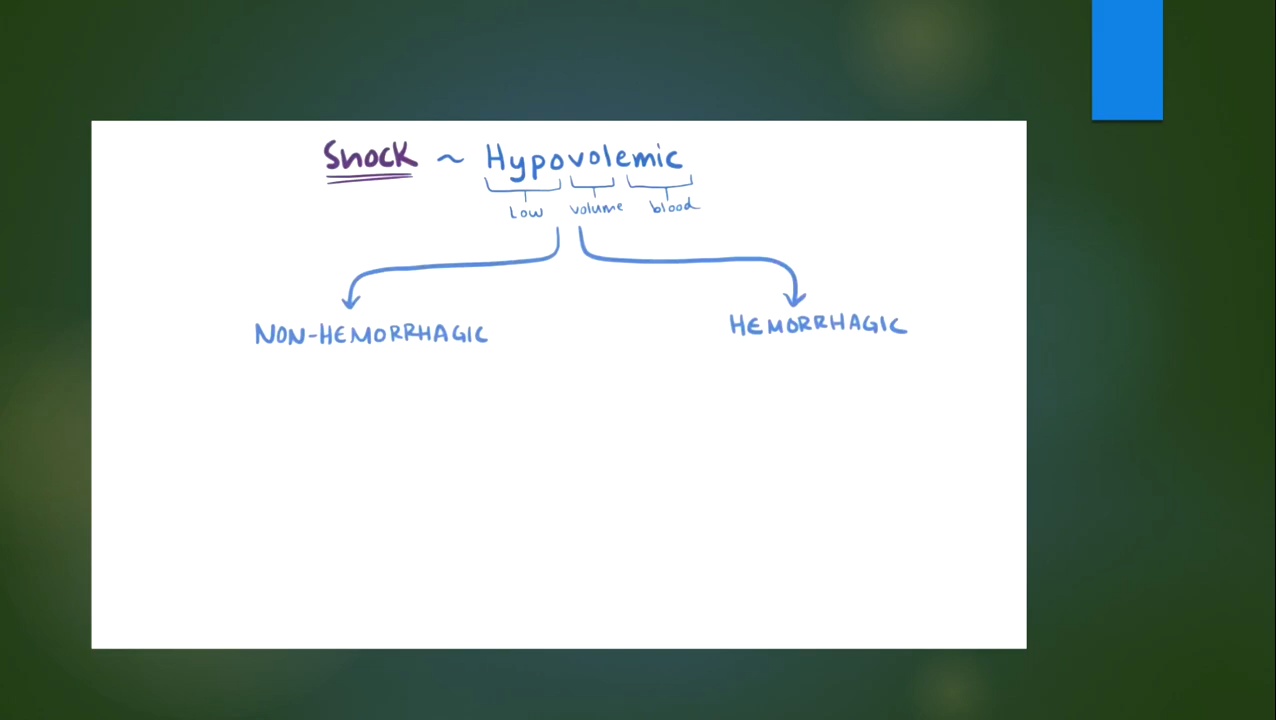 Shock ~ Hypovolemic
Low volume blood
NON-HEMORRHAGIC
HEMORRHAGIC